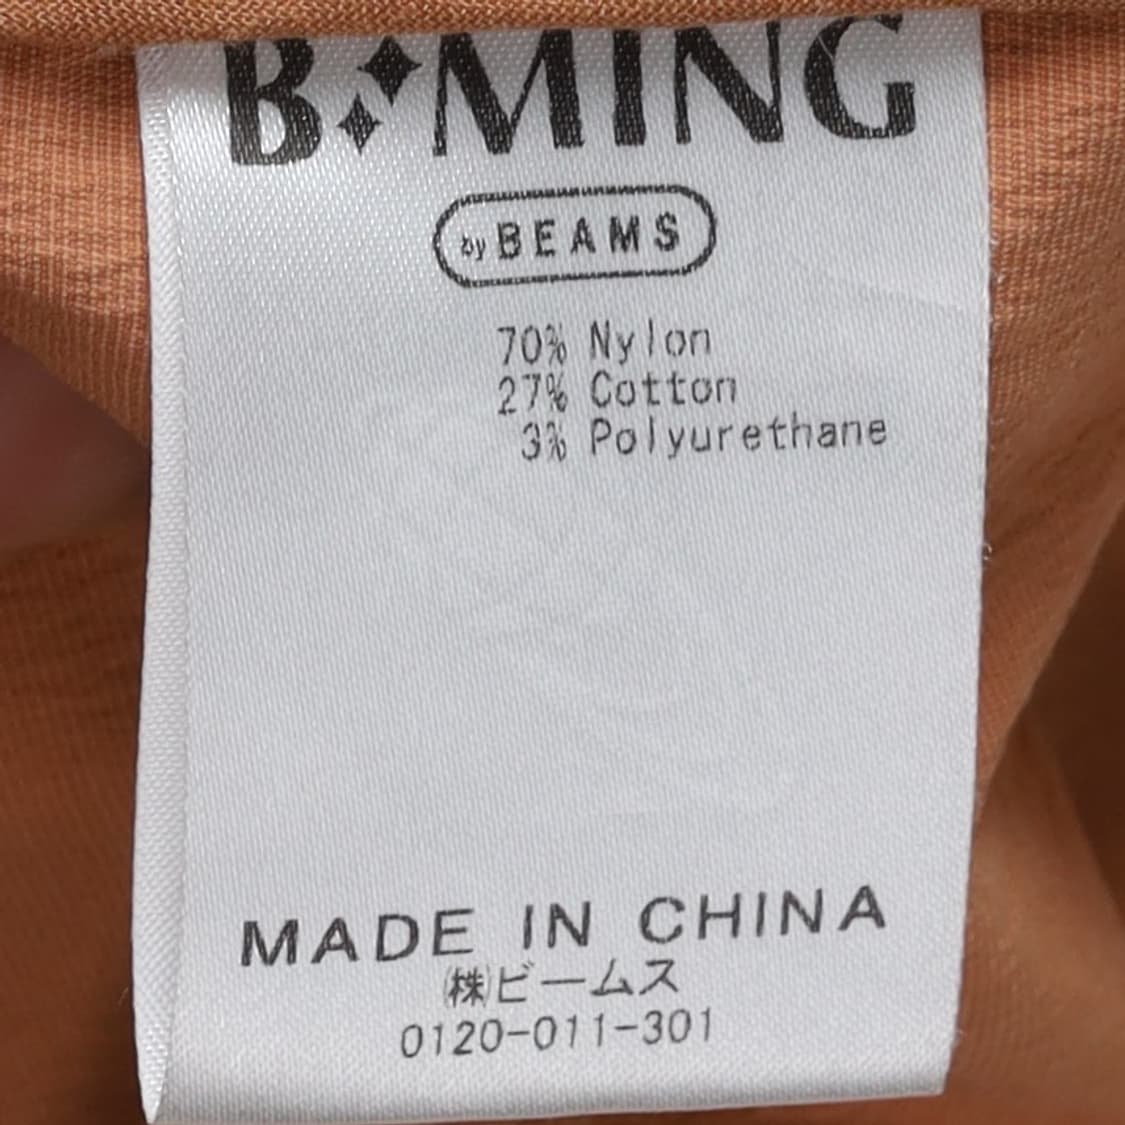 B MING
by BEAMS
70% Nylon
27% Cotton
3% Polyurethane
MADE IN CHINA
㈱ビームス
0120-011-301